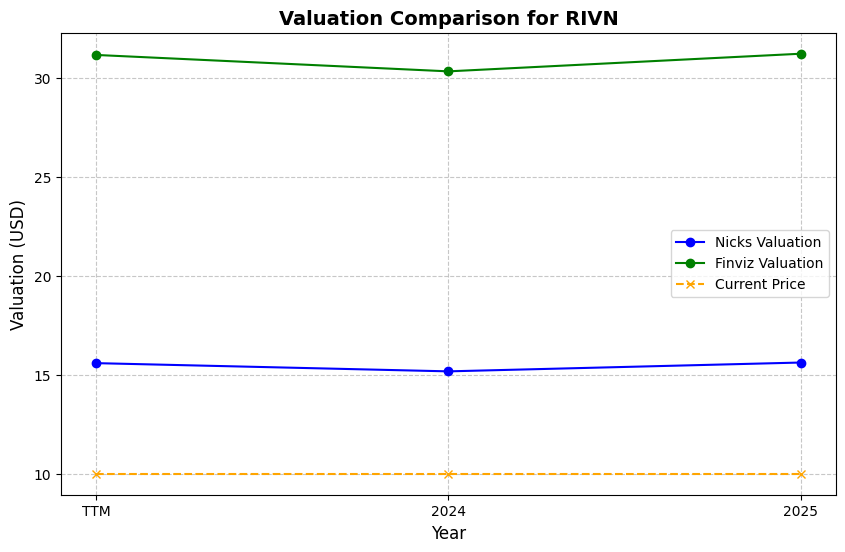 Valuation Comparison for RIVN
Valuation (USD)
30
25
20
15
10
Nicks Valuation
Finviz Valuation
Current Price
TTM
2024
2025
Year